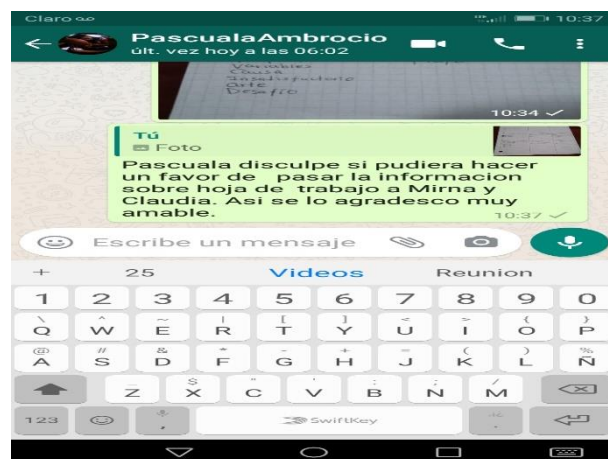 Claro
10:37
PascualaAmbrocio
últ. vez hoy a las 06:02
Variables
Causa
Insatisfactorio
Arte
Desafío
10:34
Tú
Foto
Pascuala disculpe si pudiera hacer
un favor de pasar la informacion
sobre hoja de trabajo a Mirna y
Claudia. Asi se lo agradesco muy
amable.
10:37
Escribe un mensaje
+ 25 Videos Reunion
1 2 3 4 5 6 7 8 9 0
\ ^ ~ | [ ] < > { }
Q W E R T Y U I O P
@ # & * - + = ( ) %
A S D F G H J K L Ñ
_ $ " ' : ; /
Z X C V B N M
123 , SwiftKey .